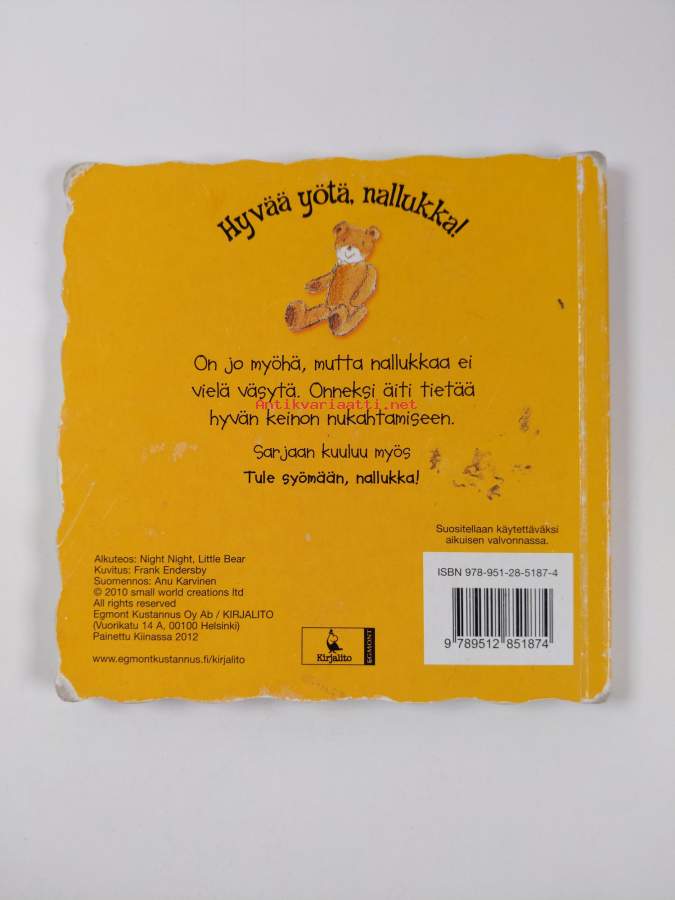 Hyvää yötä, nallukka!
On jo myöhä, mutta nallukkaa ei
vielä väsytä. Onneksi äiti tietää
Antikvariaatti.net
hyvän keinon nukahtamiseen.
Sarjaan kuuluu myös
Tule syömään, nallukka!
Suositellaan käytettäväksi
aikuisen valvonnassa.
Alkuteos: Night Night, Little Bear
Kuvitus: Frank Endersby
Suomennos: Anu Karvinen
© 2010 small world creations ltd
All rights reserved
Egmont Kustannus Oy Ab / KIRJALITO
(Vuorikatu 14 A, 00100 Helsinki)
Painettu Kiinassa 2012
www.egmontkustannus.fi/kirjalito
Kirjalito
EGMONT
ISBN 978-951-28-5187-4
9 789512 851874